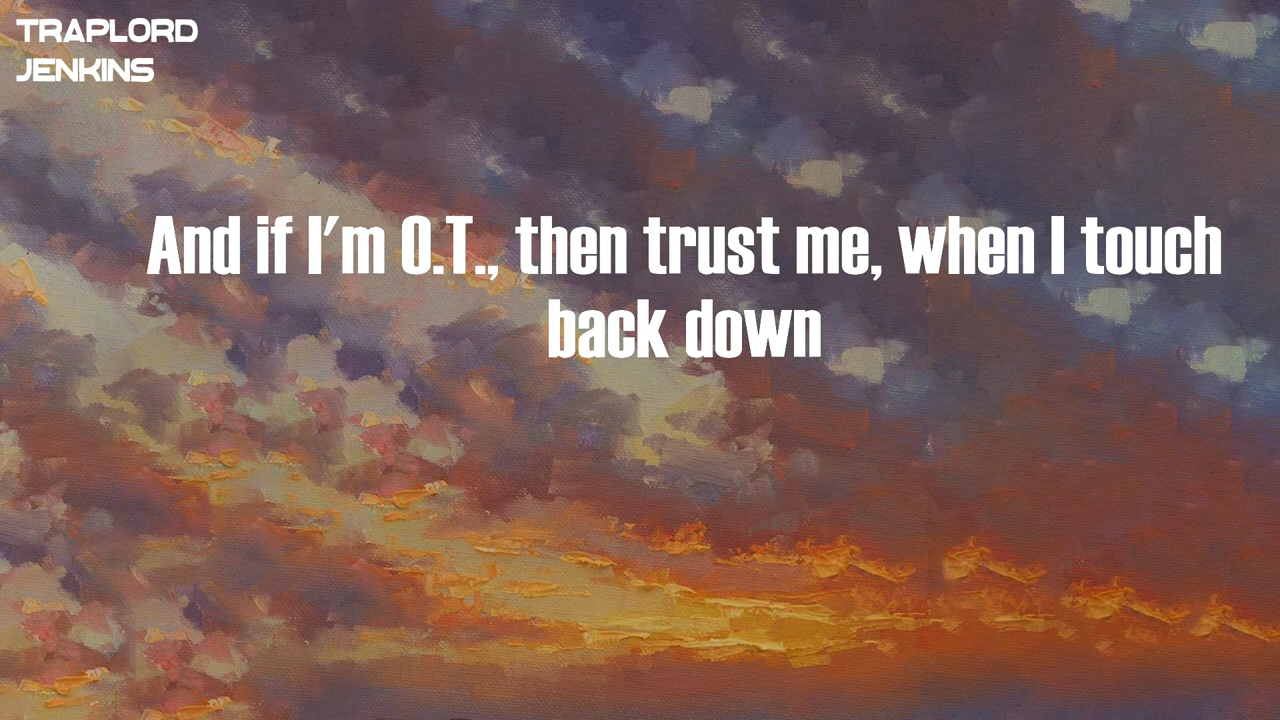 TRAPLORD
JENKINS
And if I'm O.T., then trust me, when I touch
back down